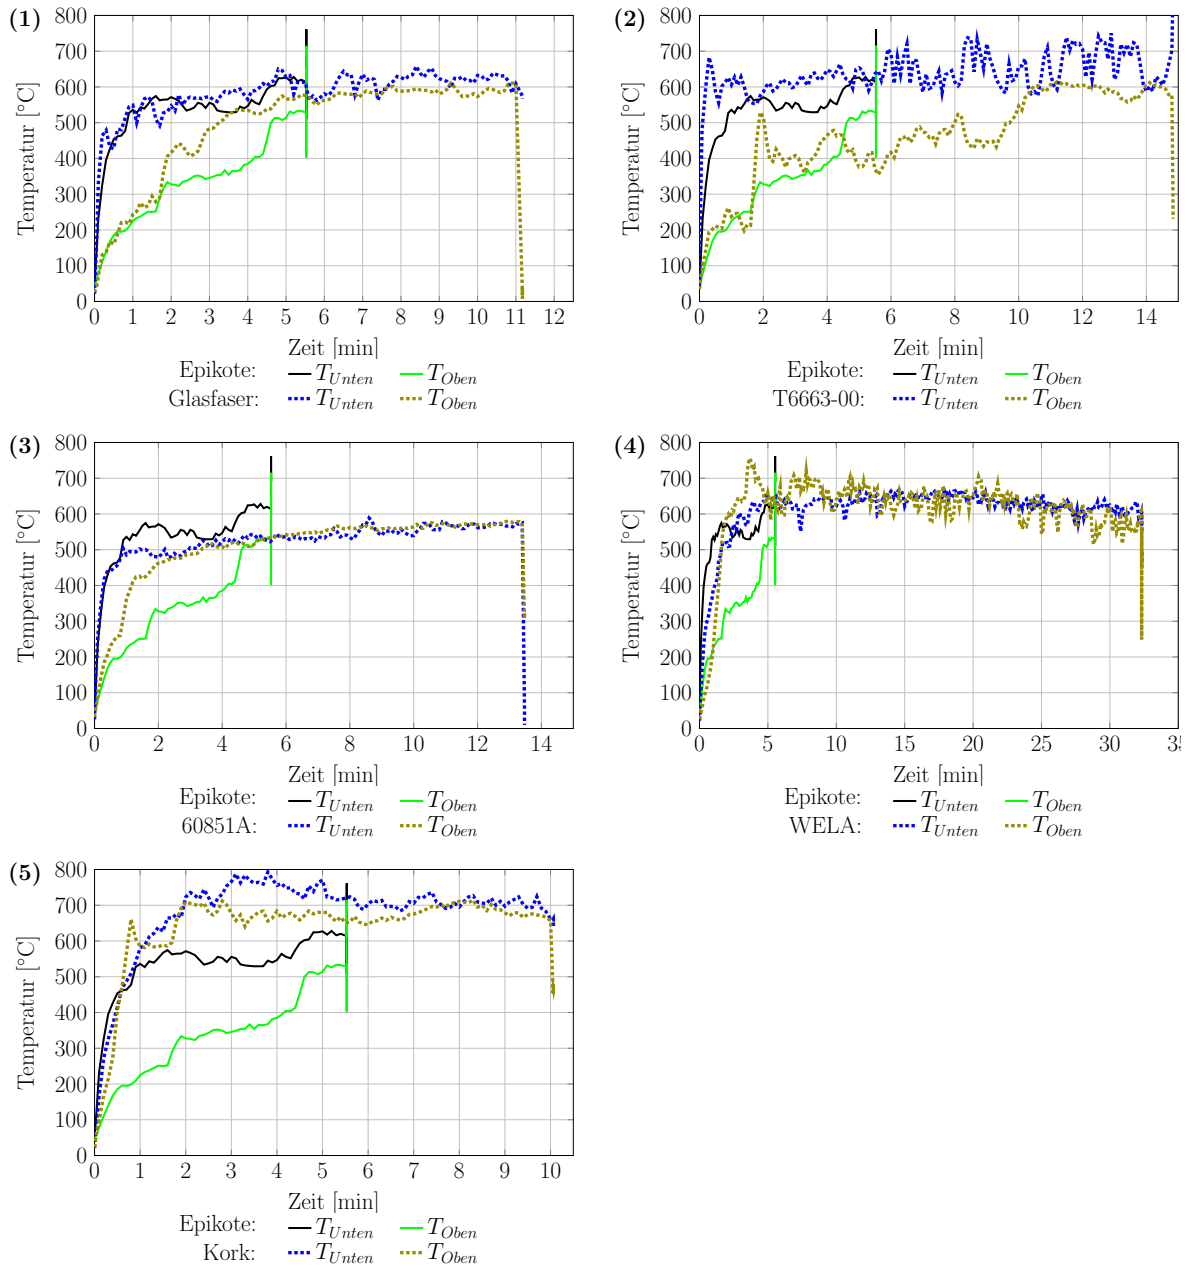 (1)
Temperatur [°C]
800
700
600
500
400
300
200
100
0
0 1 2 3 4 5 6 7 8 9 10 11 12
Zeit [min]
Epikote: T_Unten T_Oben
Glasfaser: T_Unten T_Oben
(2)
Temperatur [°C]
800
700
600
500
400
300
200
100
0
0 2 4 6 8 10 12 14
Zeit [min]
Epikote: T_Unten T_Oben
T6663-00: T_Unten T_Oben
(3)
Temperatur [°C]
800
700
600
500
400
300
200
100
0
0 2 4 6 8 10 12 14
Zeit [min]
Epikote: T_Unten T_Oben
60851A: T_Unten T_Oben
(4)
Temperatur [°C]
800
700
600
500
400
300
200
100
0
0 5 10 15 20 25 30 35
Zeit [min]
Epikote: T_Unten T_Oben
WELA: T_Unten T_Oben
(5)
Temperatur [°C]
800
700
600
500
400
300
200
100
0
0 1 2 3 4 5 6 7 8 9 10
Zeit [min]
Epikote: T_Unten T_Oben
Kork: T_Unten T_Oben